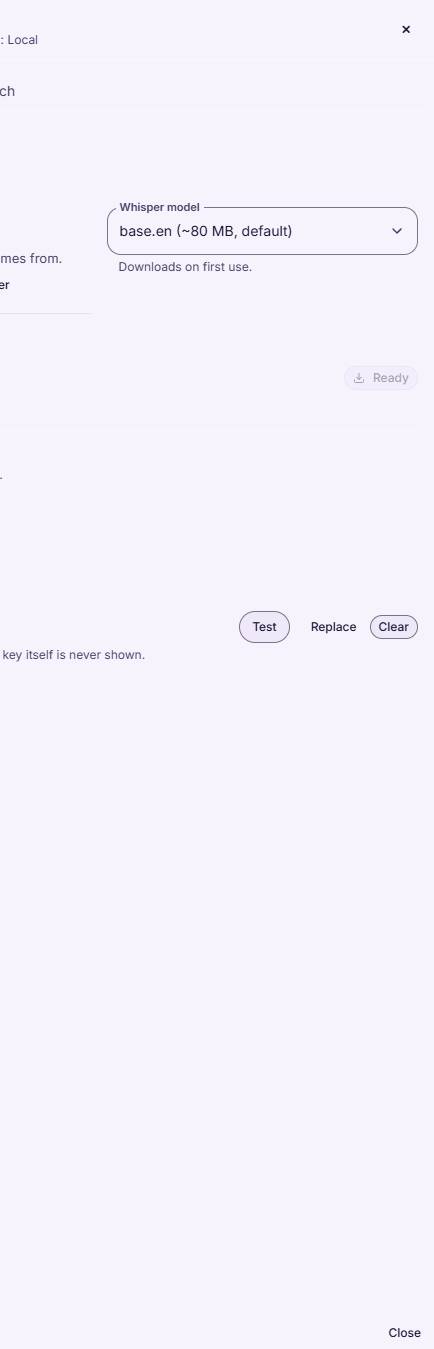 : Local
ch
Whisper model
base.en (~80 MB, default)
mes from.
Downloads on first use.
er
Ready
.
Test Replace Clear
key itself is never shown.
Close